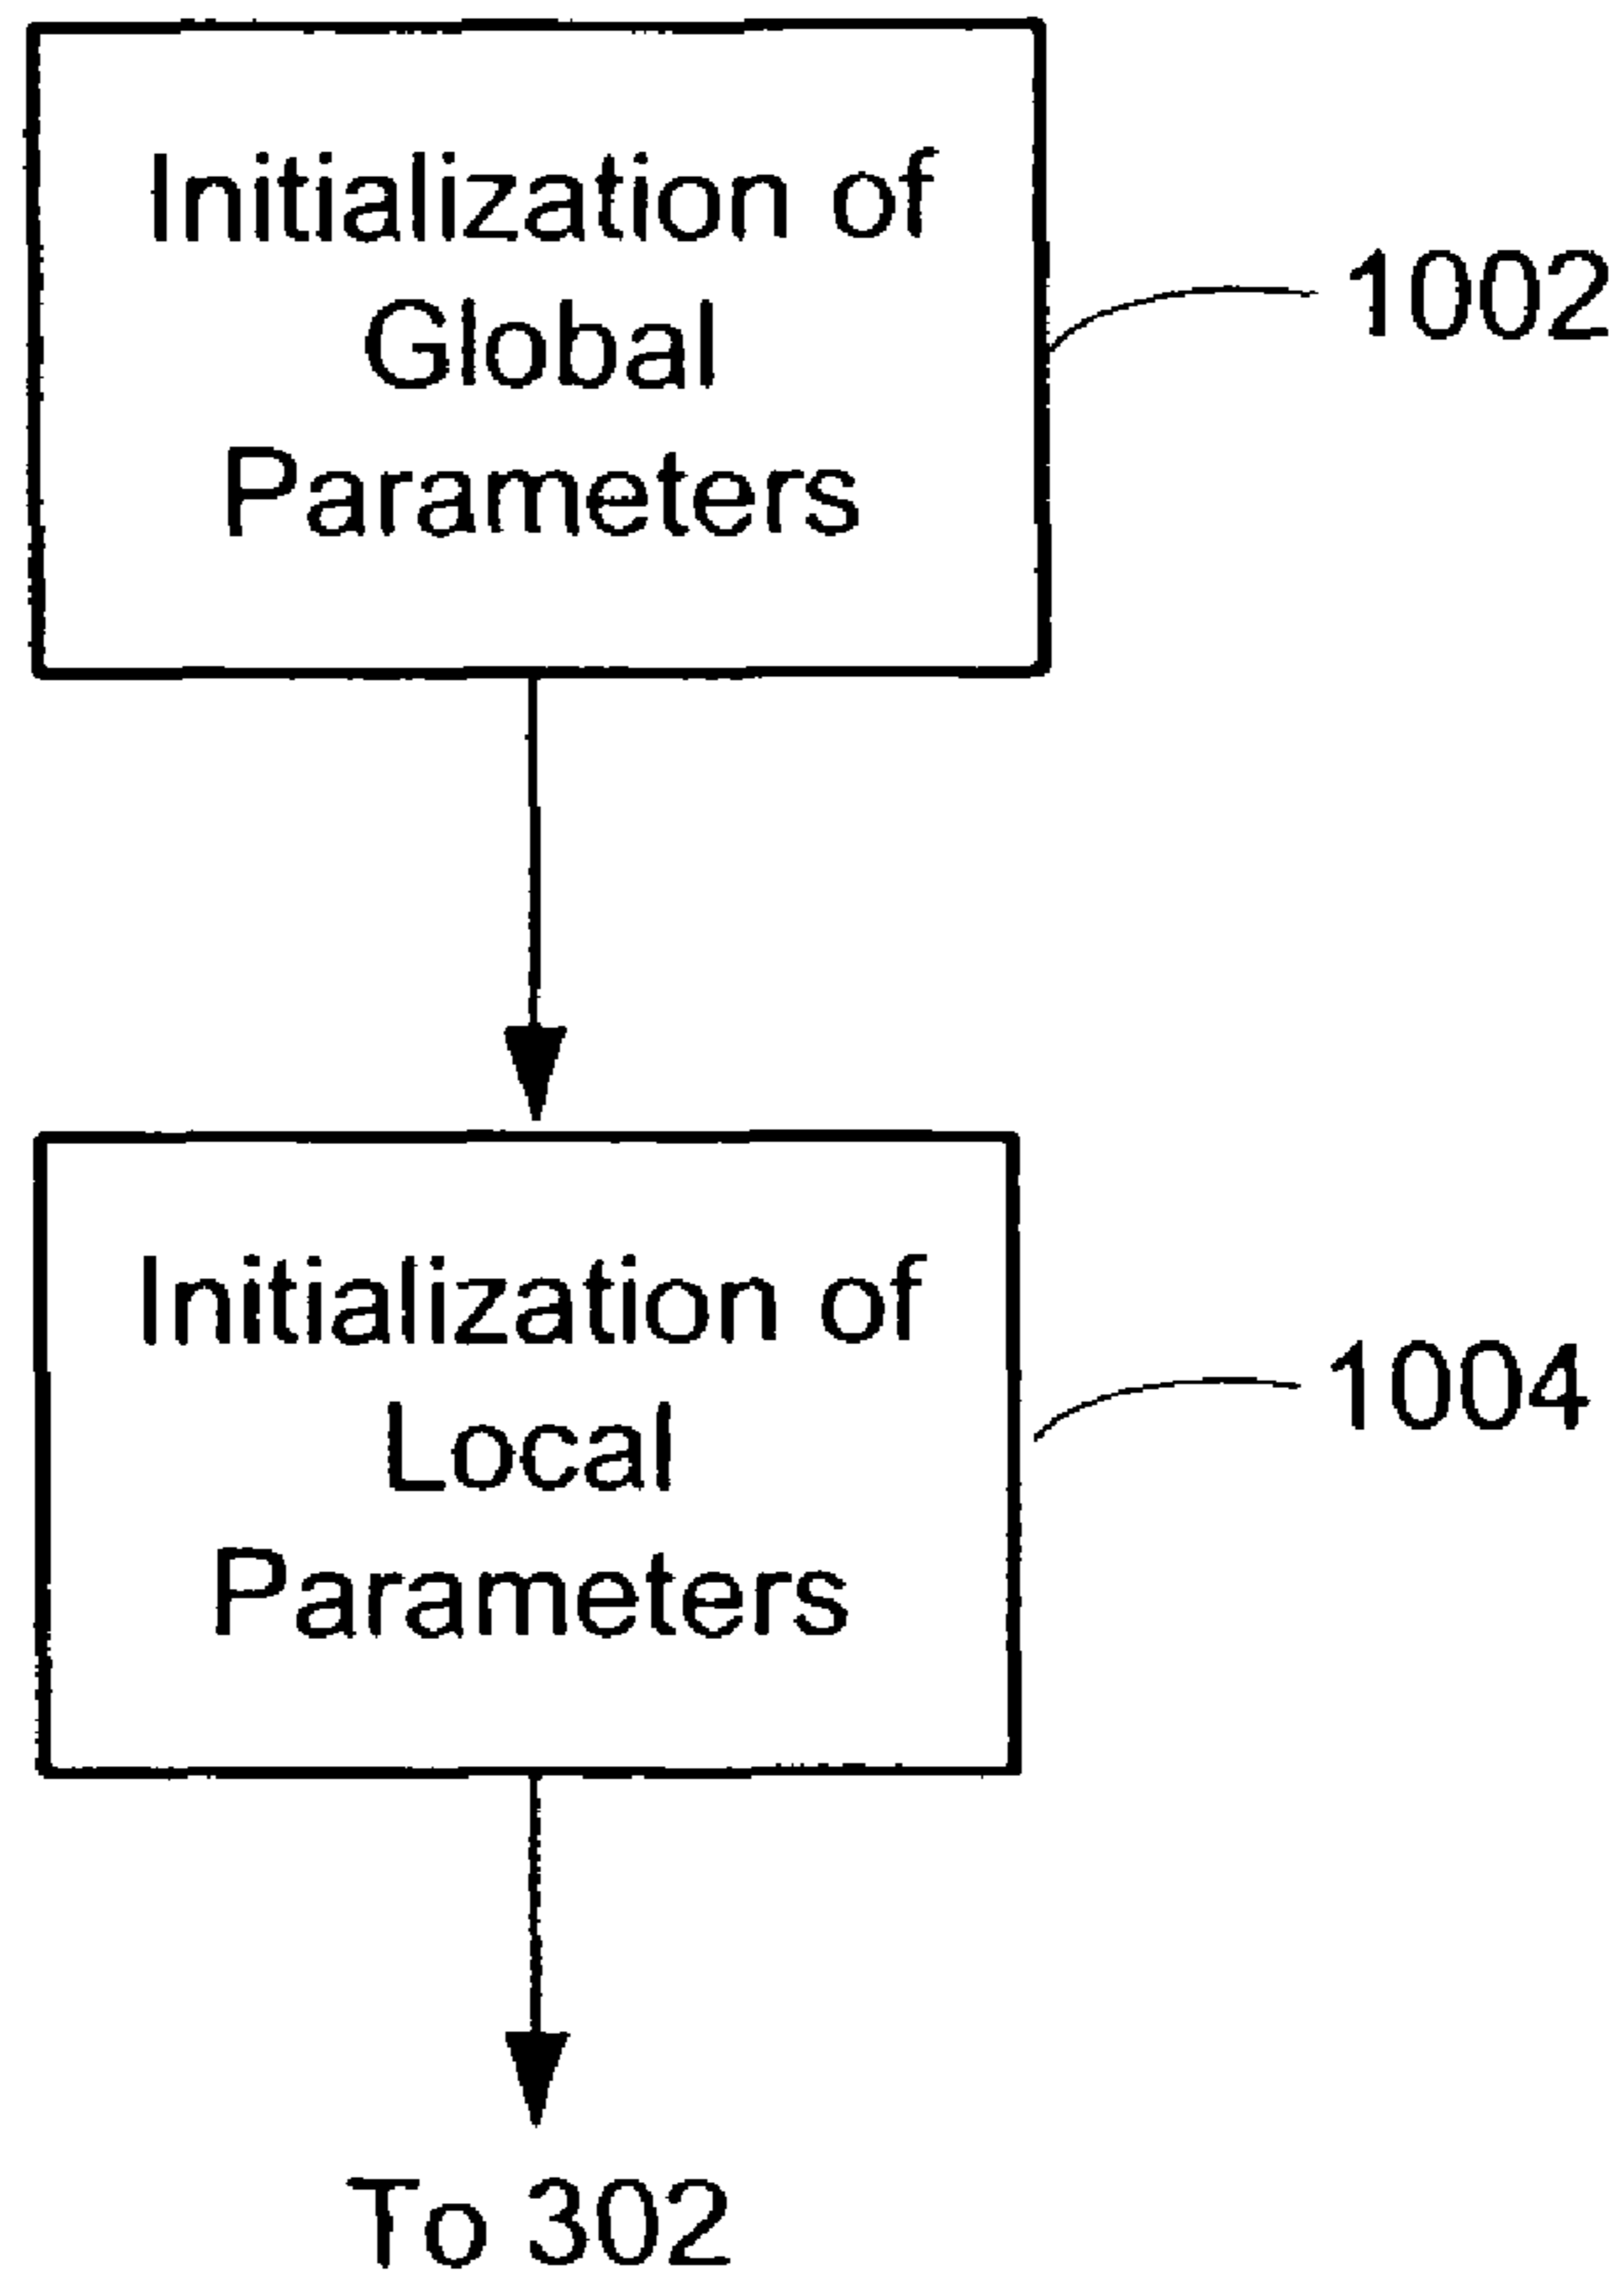 Initialization of
Global
Parameters
1002
Initialization of
Local
Parameters
1004
To 302